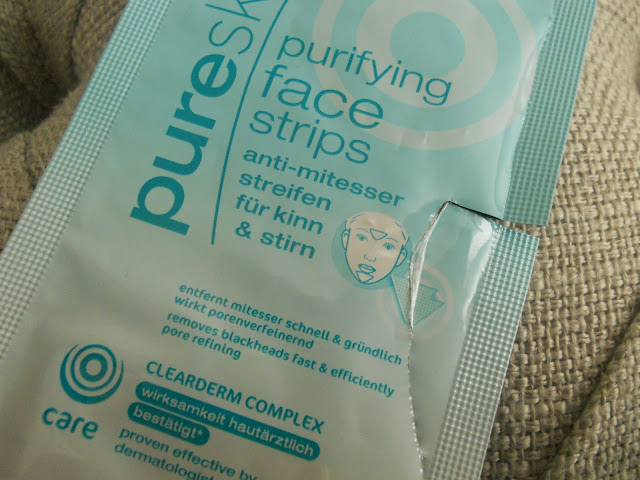 pure
purifying
face
strips
anti-mitesser
streifen
für kinn
& stirn
entfernt mitesser schnell & gründlich
wirkt porenverfeinernd
removes blackheads fast & efficiently
pore refining
CLEARDERM COMPLEX
wirksamkeit hautärztlich
bestätigt*
care
proven effective by